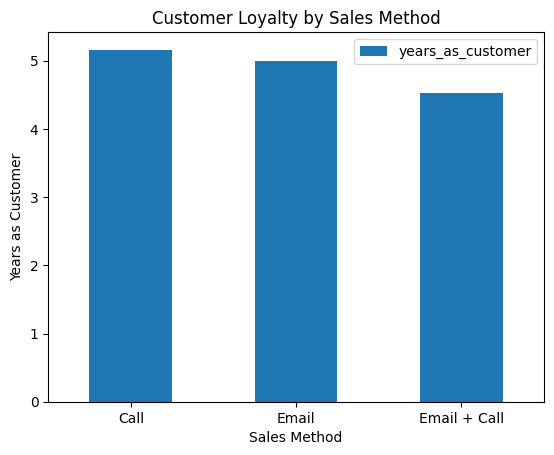 Customer Loyalty by Sales Method
years_as_customer
Years as Customer
5
4
3
2
1
0
Call
Email
Email + Call
Sales Method